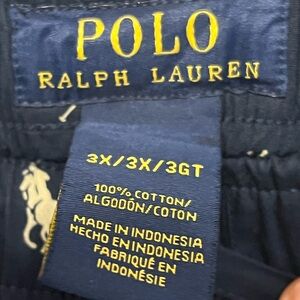 POLO
RALPH LAUREN
3X/3X/3GT
100% COTTON/
ALGODÓN/COTON
MADE IN INDONESIA
HECHO EN INDONESIA
FABRIQUÉ EN
INDONÉSIE